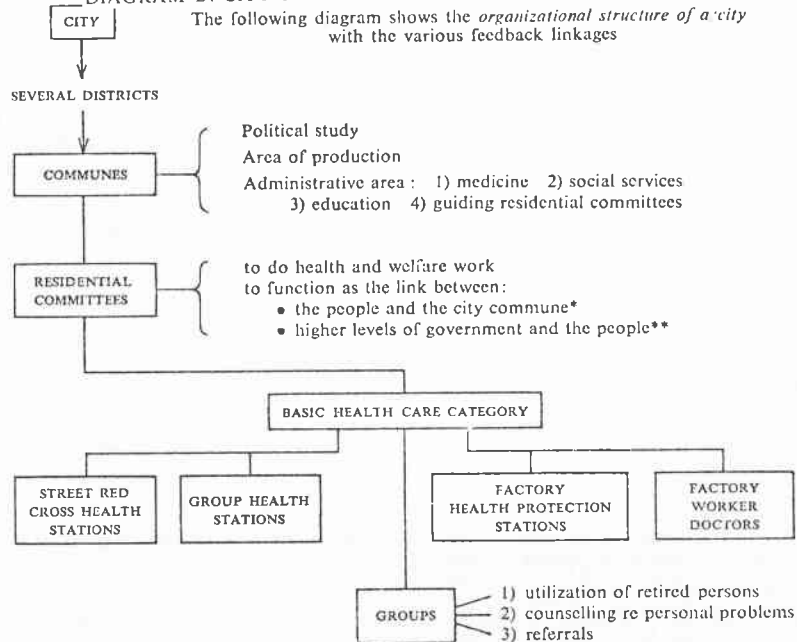 CITY
The following diagram shows the organizational structure of a city
with the various feedback linkages
SEVERAL DISTRICTS
COMMUNES
Political study
Area of production
Administrative area : 1) medicine 2) social services
3) education 4) guiding residential committees
RESIDENTIAL
COMMITTEES
to do health and welfare work
to function as the link between:
• the people and the city commune*
• higher levels of government and the people**
BASIC HEALTH CARE CATEGORY
STREET RED
CROSS HEALTH
STATIONS
GROUP HEALTH
STATIONS
FACTORY
HEALTH PROTECTION
STATIONS
FACTORY
WORKER
DOCTORS
GROUPS
1) utilization of retired persons
2) counselling re personal problems
3) referrals